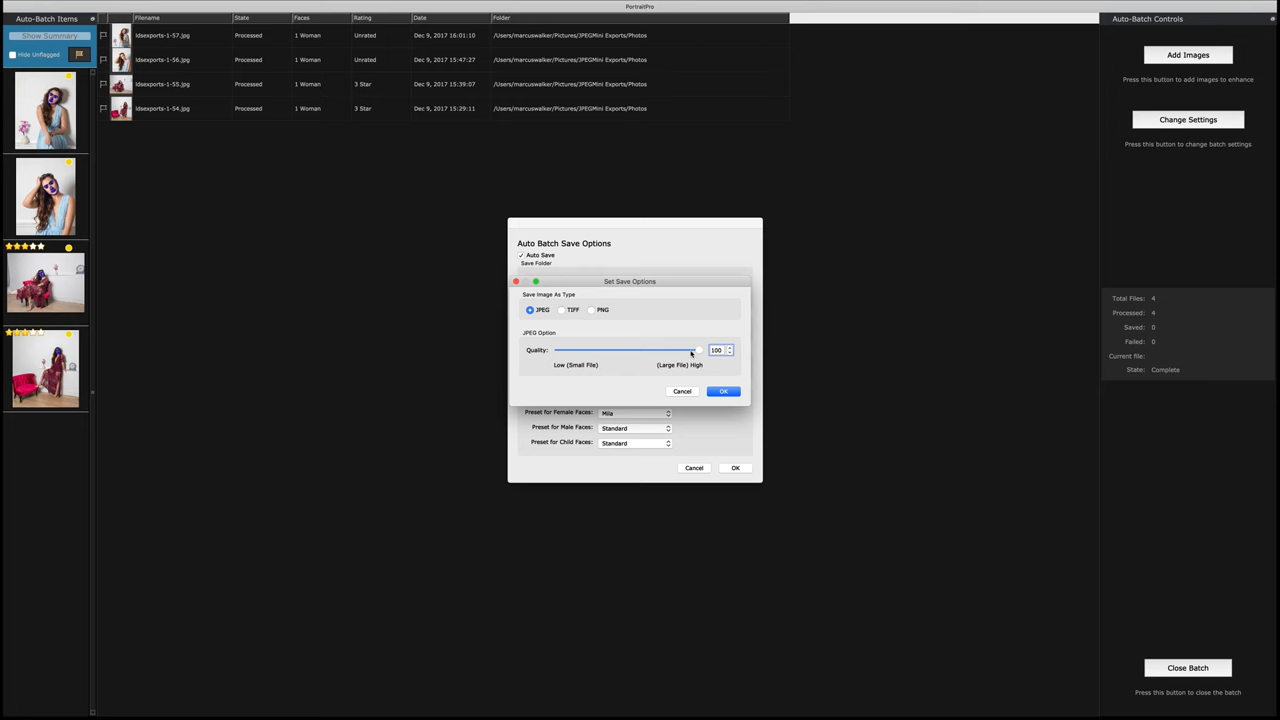 PortraitPro
Auto-Batch Items
Show Summary
Hide Unflagged
Filename State Faces Rating Date Folder
ldsexports-1-57.jpg Processed 1 Woman Unrated Dec 9, 2017 16:01:10 /Users/marcuswalker/Pictures/JPEGMini Exports/Photos
ldsexports-1-56.jpg Processed 1 Woman Unrated Dec 9, 2017 15:47:27 /Users/marcuswalker/Pictures/JPEGMini Exports/Photos
ldsexports-1-55.jpg Processed 1 Woman 3 Star Dec 9, 2017 15:39:07 /Users/marcuswalker/Pictures/JPEGMini Exports/Photos
ldsexports-1-54.jpg Processed 1 Woman 3 Star Dec 9, 2017 15:29:11 /Users/marcuswalker/Pictures/JPEGMini Exports/Photos
Auto Batch Save Options
✓ Auto Save
Save Folder
Set Save Options
Save Image As Type
JPEG TIFF PNG
JPEG Option
Quality: 100
Low (Small File) (Large File) High
Cancel OK
Preset for Female Faces: Mila
Preset for Male Faces: Standard
Preset for Child Faces: Standard
Cancel OK
Auto-Batch Controls
Add Images
Press this button to add images to enhance
Change Settings
Press this button to change batch settings
Total Files: 4
Processed: 4
Saved: 0
Failed: 0
Current file:
State: Complete
Close Batch
Press this button to close the batch